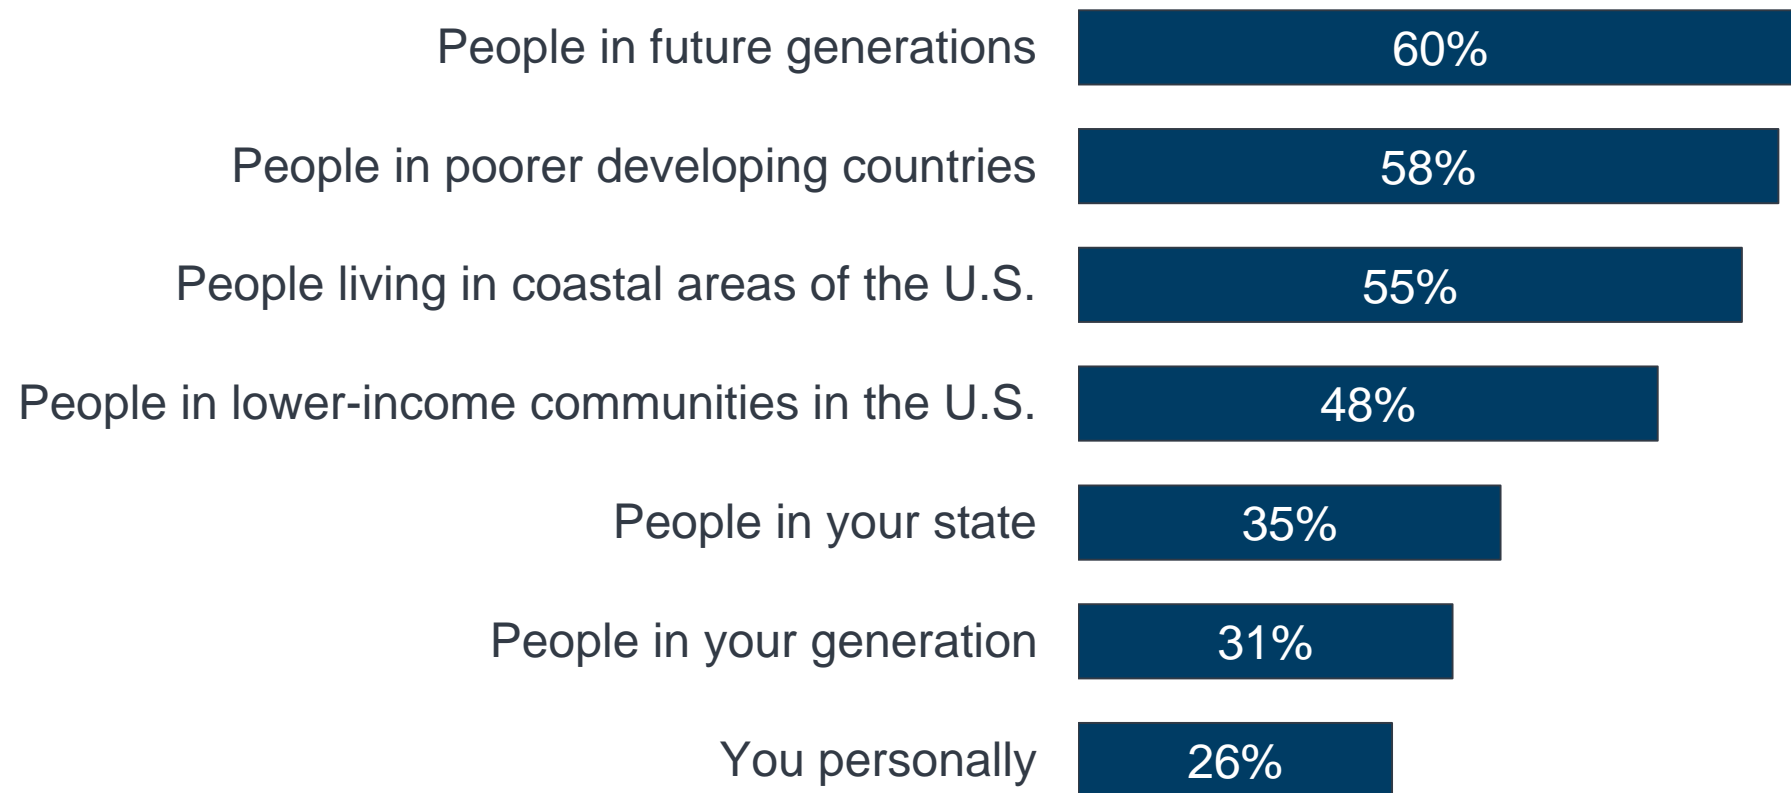 People in future generations 60%
People in poorer developing countries 58%
People living in coastal areas of the U.S. 55%
People in lower-income communities in the U.S. 48%
People in your state 35%
People in your generation 31%
You personally 26%